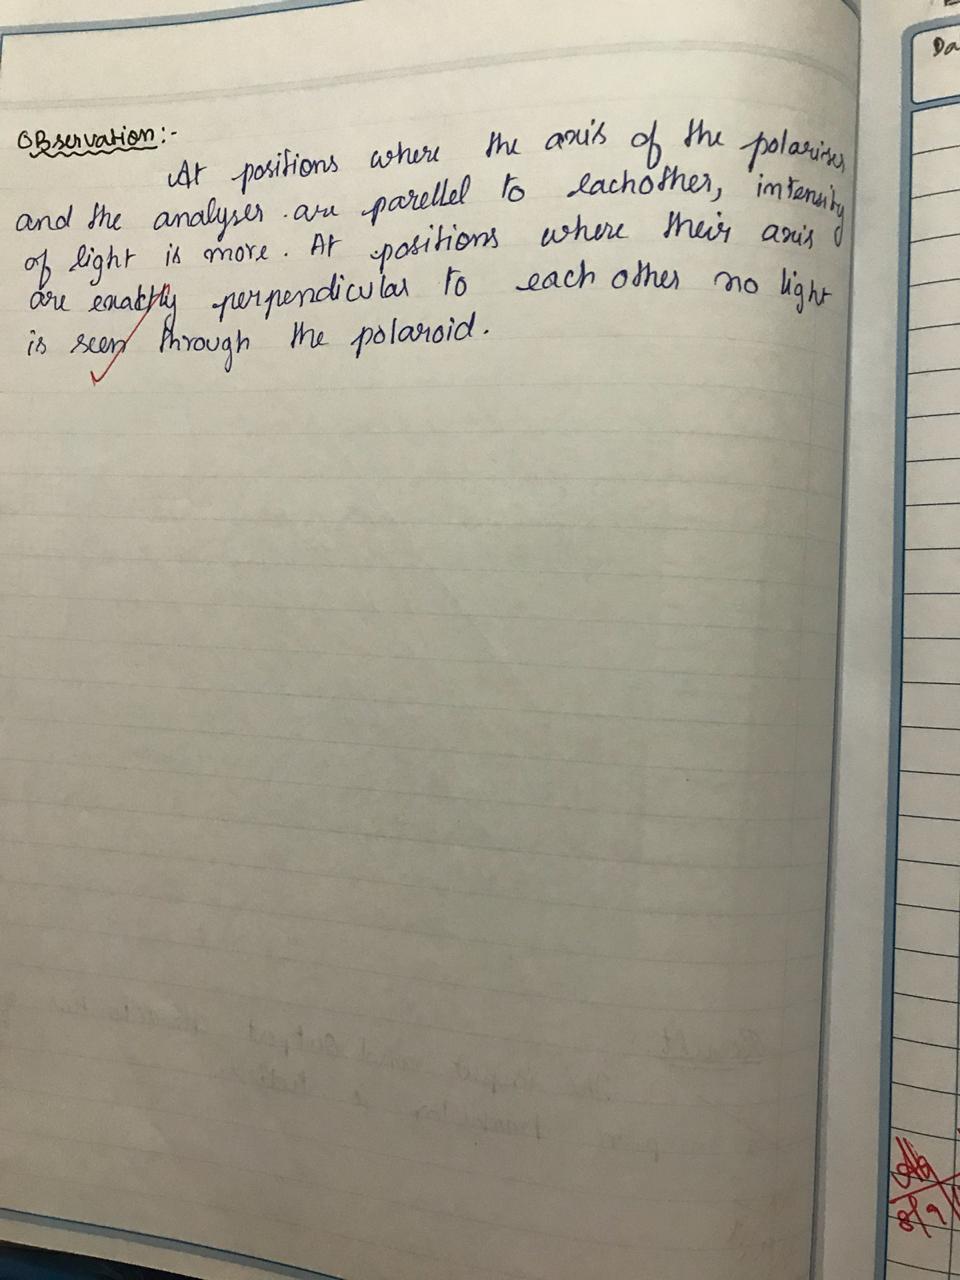 OBservation:-
At positions where the axis of the polariser
and the analyser are parellel to eachother, intensity
of light is more. At positions where their axis
are exactly perpendicular to each other no light
is seen through the polaroid.
Da